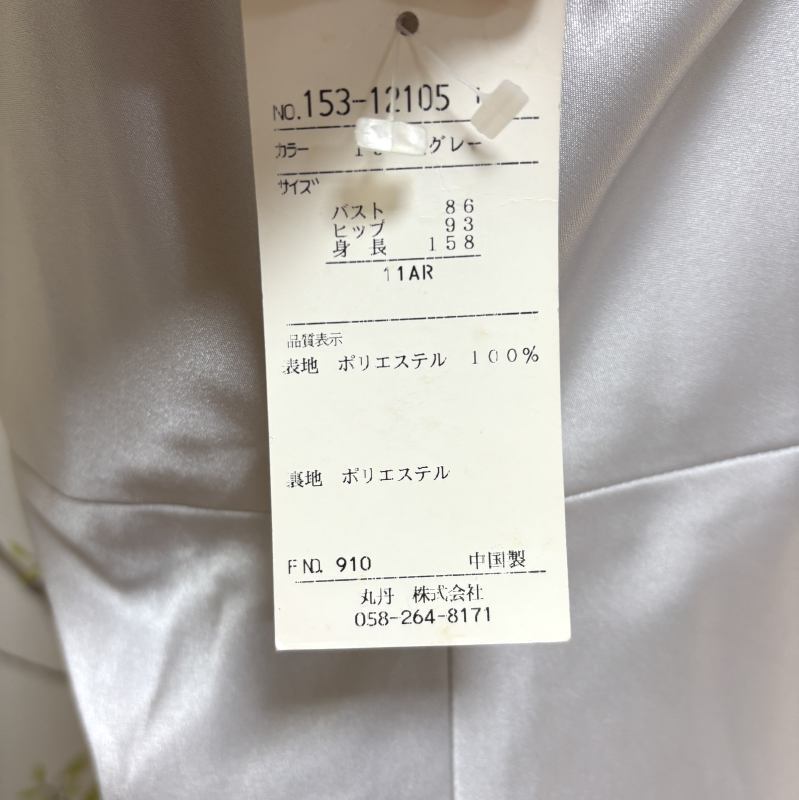 NO.153-12105
カラー グレー
サイズ
バスト 86
ヒップ 93
身長 158
11AR
品質表示
表地 ポリエステル 100%
裏地 ポリエステル
F NO. 910 中国製
丸丹 株式会社
058-264-8171